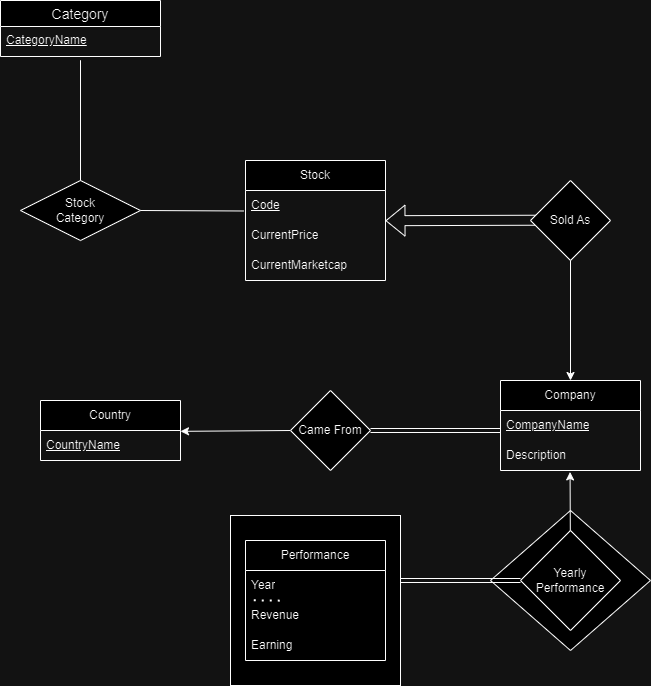 Category
CategoryName
Stock
Category
Stock
Code
CurrentPrice
CurrentMarketcap
Sold As
Country
CountryName
Came From
Company
CompanyName
Description
Performance
Year
Revenue
Earning
Yearly
Performance